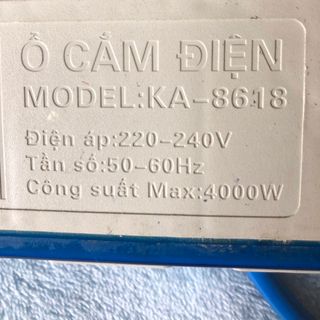 Ổ CẮM ĐIỆN
MODEL:KA-8618
Điện áp:220-240V
Tần số:50-60Hz
Công suất Max:4000W